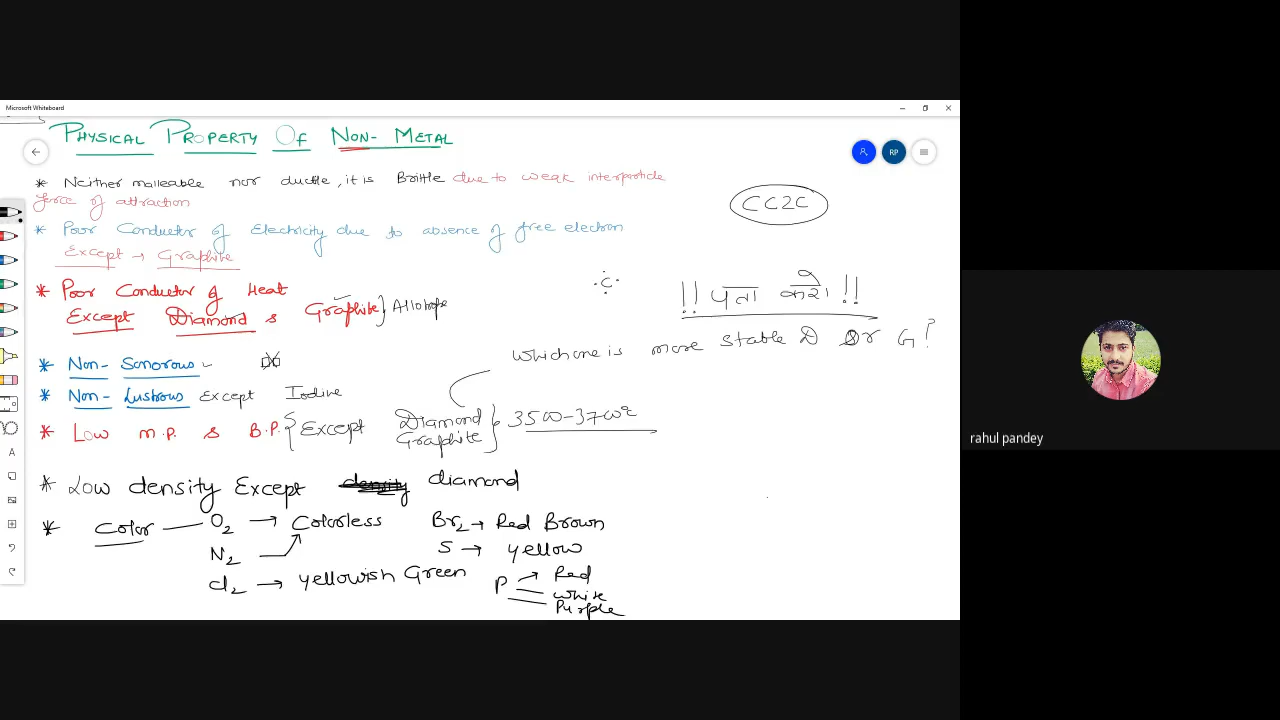 Microsoft Whiteboard
PHYSICAL PROPERTY OF NON-METAL
* Neither malleable nor ductle, it is Brittle due to weak interparticle
force of attraction
* Poor Conductor of Electricity due to absence of free electron
Except → Graphite
* Poor Conductor of Heat
Except Diamond & Graphite } Allotrope
* Non-Sonorous -
* Non-Lustrous Except Iodine
* Low m.p. & B.P. { Except Diamond Graphite }
* Low density Except density diamond
* Color — O2 → Colorless
N2
Cl2 → yellowish Green
Br2 → Red Brown
S → yellow
P → Red
White
Purple
CC2C
C
!! पता करो !!
Which one is more stable D Or G?
RP
rahul pandey